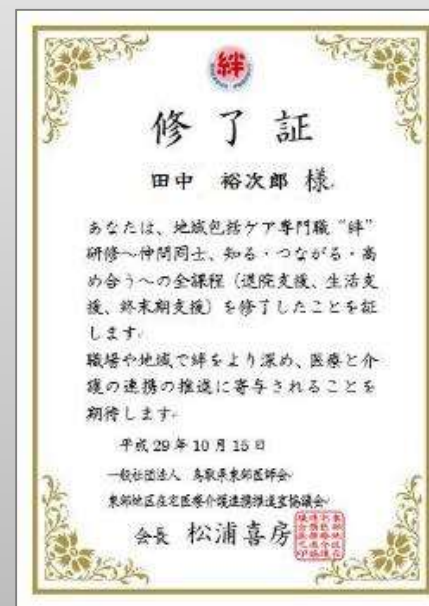 絆
修了証
田中 裕次郎 様
あなたは、地域包括ケア専門職“絆”
研修～仲間同士、知る・つながる・高
め合うへの全課程（退院支援、生活支
援、終末期支援）を修了したことを証
します。
職場や地域で絆をより深め、医療と介
護の連携の推進に寄与されることを
期待します。
平成29年10月15日
一般社団法人 鳥取県東部医師会
東部地区在宅医療介護連携推進室協議会
会長 松浦喜房